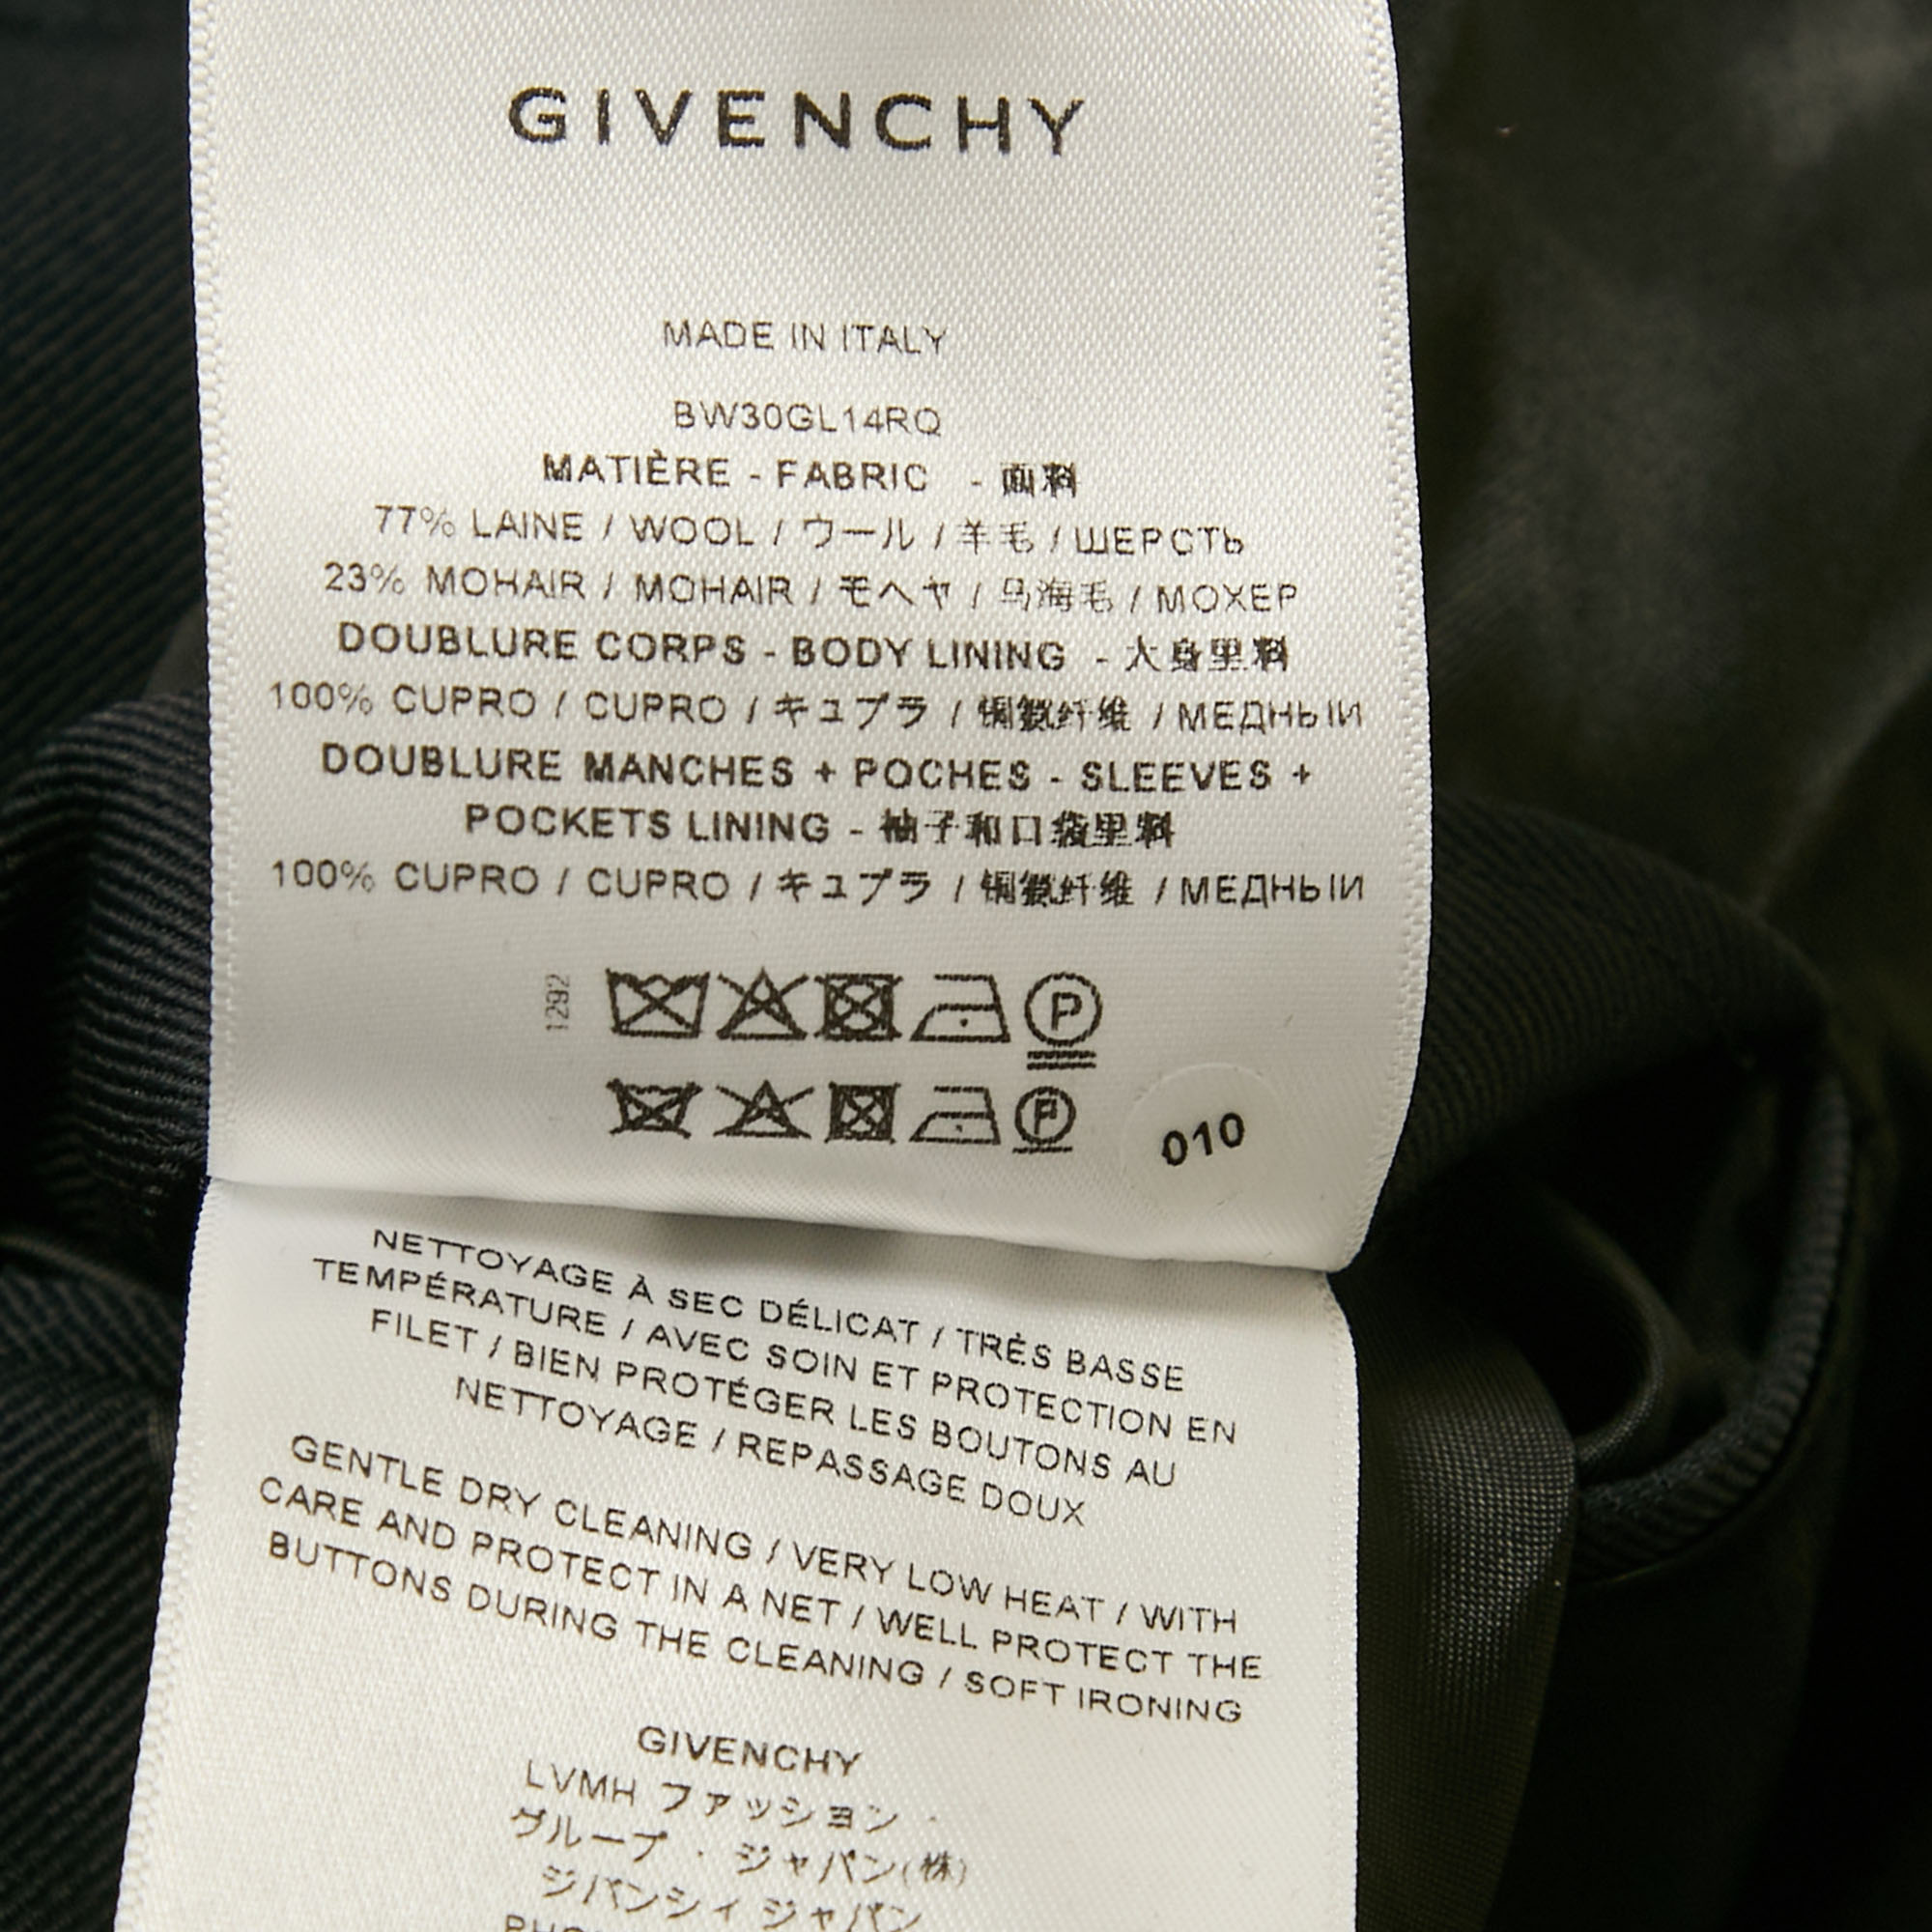 GIVENCHY
MADE IN ITALY
BW30GL14RQ
MATIÈRE - FABRIC - 面料
77% LAINE / WOOL / ウール / 羊毛 / ШЕРСТЬ
23% MOHAIR / MOHAIR / モヘヤ / 马海毛 / МОХЕР
DOUBLURE CORPS - BODY LINING - 大身里料
100% CUPRO / CUPRO / キュプラ / 铜氨纤维 / МЕДНЫЙ
DOUBLURE MANCHES + POCHES - SLEEVES +
POCKETS LINING - 袖子和口袋里料
100% CUPRO / CUPRO / キュプラ / 铜氨纤维 / МЕДНЫЙ
1292
P
P
010
NETTOYAGE À SEC DÉLICAT / TRÈS BASSE
TEMPÉRATURE / AVEC SOIN ET PROTECTION EN
FILET / BIEN PROTÉGER LES BOUTONS AU
NETTOYAGE / REPASSAGE DOUX
GENTLE DRY CLEANING / VERY LOW HEAT / WITH
CARE AND PROTECT IN A NET / WELL PROTECT THE
BUTTONS DURING THE CLEANING / SOFT IRONING
GIVENCHY
LVMH ファッション ·
グループ · ジャパン(株)
ジバンシィ ジャパン